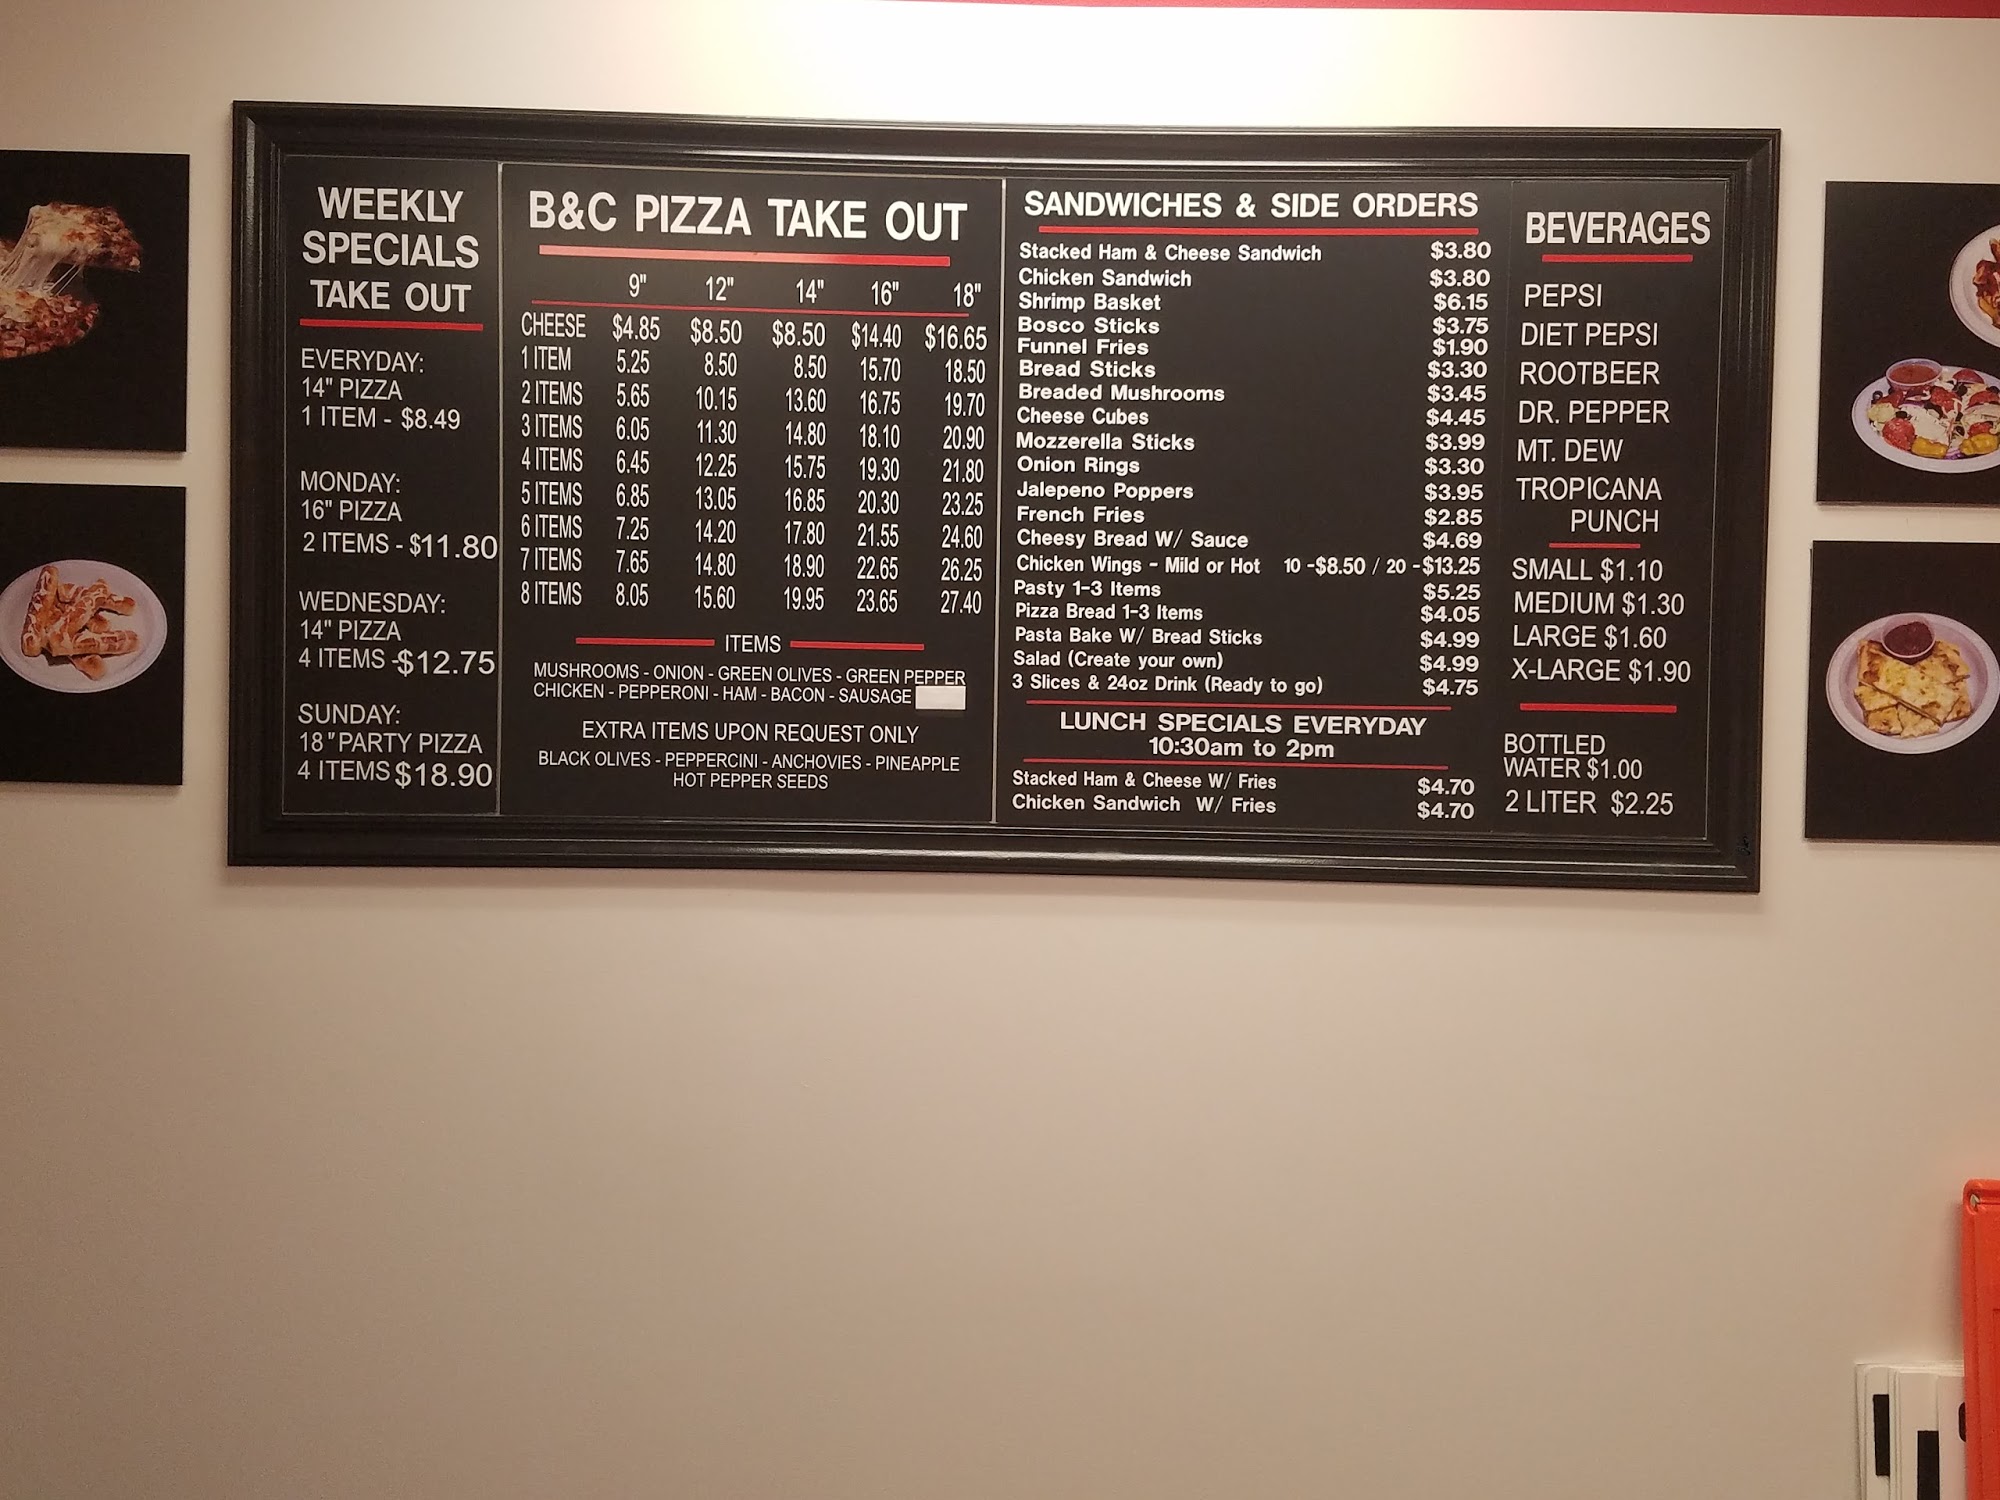 WEEKLY
SPECIALS
TAKE OUT
EVERYDAY:
14" PIZZA
1 ITEM - $8.49
MONDAY:
16" PIZZA
2 ITEMS - $11.80
WEDNESDAY:
14" PIZZA
4 ITEMS -$12.75
SUNDAY:
18" PARTY PIZZA
4 ITEMS $18.90
B&C PIZZA TAKE OUT
9" 12" 14" 16" 18"
CHEESE $4.85 $8.50 $8.50 $14.40 $16.65
1 ITEM 5.25 8.50 8.50 15.70 18.50
2 ITEMS 5.65 10.15 13.60 16.75 19.70
3 ITEMS 6.05 11.30 14.80 18.10 20.90
4 ITEMS 6.45 12.25 15.75 19.30 21.80
5 ITEMS 6.85 13.05 16.85 20.30 23.25
6 ITEMS 7.25 14.20 17.80 21.55 24.60
7 ITEMS 7.65 14.80 18.90 22.65 26.25
8 ITEMS 8.05 15.60 19.95 23.65 27.40
ITEMS
MUSHROOMS - ONION - GREEN OLIVES - GREEN PEPPER
CHICKEN - PEPPERONI - HAM - BACON - SAUSAGE
EXTRA ITEMS UPON REQUEST ONLY
BLACK OLIVES - PEPPERCINI - ANCHOVIES - PINEAPPLE
HOT PEPPER SEEDS
SANDWICHES & SIDE ORDERS
Stacked Ham & Cheese Sandwich $3.80
Chicken Sandwich $3.80
Shrimp Basket $6.15
Bosco Sticks $3.75
Funnel Fries $1.90
Bread Sticks $3.30
Breaded Mushrooms $3.45
Cheese Cubes $4.45
Mozzerella Sticks $3.99
Onion Rings $3.30
Jalepeno Poppers $3.95
French Fries $2.85
Cheesy Bread W/ Sauce $4.69
Chicken Wings - Mild or Hot 10 -$8.50 / 20 -$13.25
Pasty 1-3 Items $5.25
Pizza Bread 1-3 Items $4.05
Pasta Bake W/ Bread Sticks $4.99
Salad (Create your own) $4.99
3 Slices & 24oz Drink (Ready to go) $4.75
LUNCH SPECIALS EVERYDAY
10:30am to 2pm
Stacked Ham & Cheese W/ Fries $4.70
Chicken Sandwich W/ Fries $4.70
BEVERAGES
PEPSI
DIET PEPSI
ROOTBEER
DR. PEPPER
MT. DEW
TROPICANA
PUNCH
SMALL $1.10
MEDIUM $1.30
LARGE $1.60
X-LARGE $1.90
BOTTLED
WATER $1.00
2 LITER $2.25